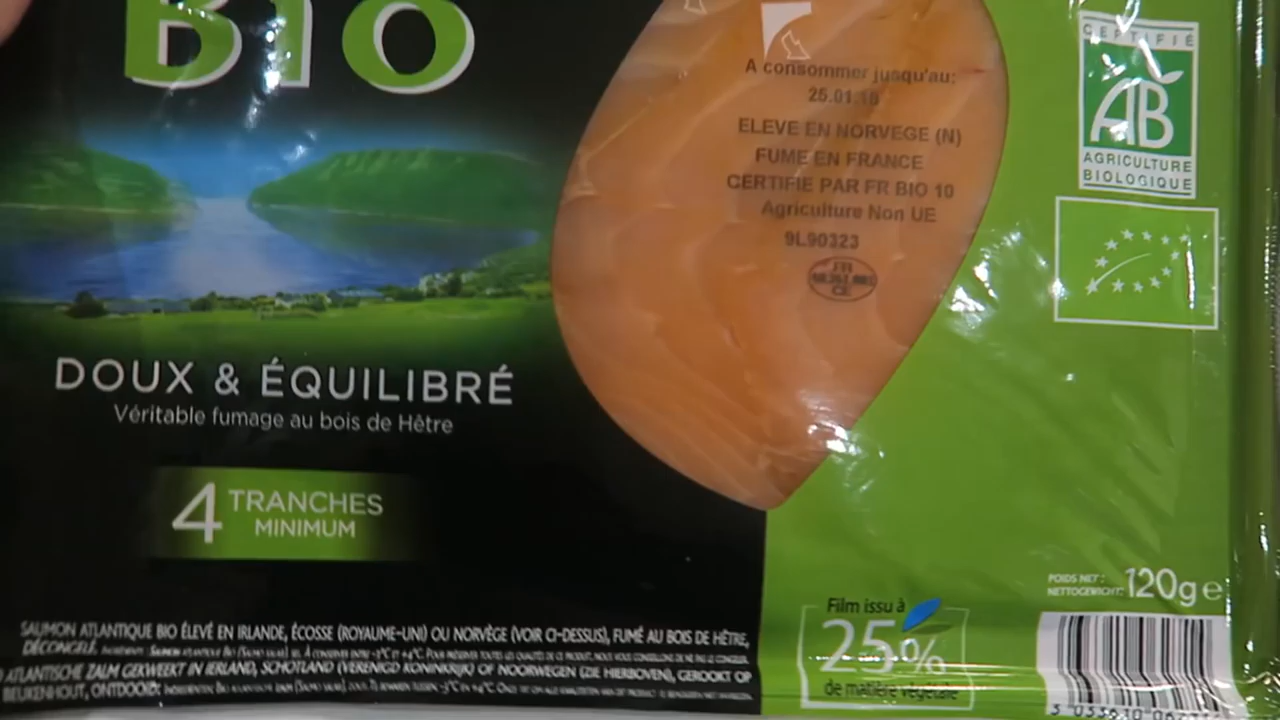 BIO
A consommer jusqu'au:
25.01.16
ELEVE EN NORVEGE (N)
FUME EN FRANCE
CERTIFIE PAR FR BIO 10
Agriculture Non UE
9L90323
FR
CE
CERTIFIÉ
AB
AGRICULTURE
BIOLOGIQUE
DOUX & ÉQUILIBRÉ
Véritable fumage au bois de Hêtre
4 TRANCHES
MINIMUM
SAUMON ATLANTIQUE BIO ÉLEVÉ EN IRLANDE, ÉCOSSE (ROYAUME-UNI) OU NORVÈGE (VOIR CI-DESSUS), FUMÉ AU BOIS DE HÊTRE,
DÉCONGELÉ.
ATLANTISCHE ZALM GEKWEEKT IN IERLAND, SCHOTLAND (VERENIGD KONINKRIJK) OF NOORWEGEN (ZIE HIERBOVEN), GEROOKT OP
BEUKENHOUT, ONTDOOID.
Film issu à
25%
de matière végétale
POIDS NET:
NETTOGEWICHT: 120g e